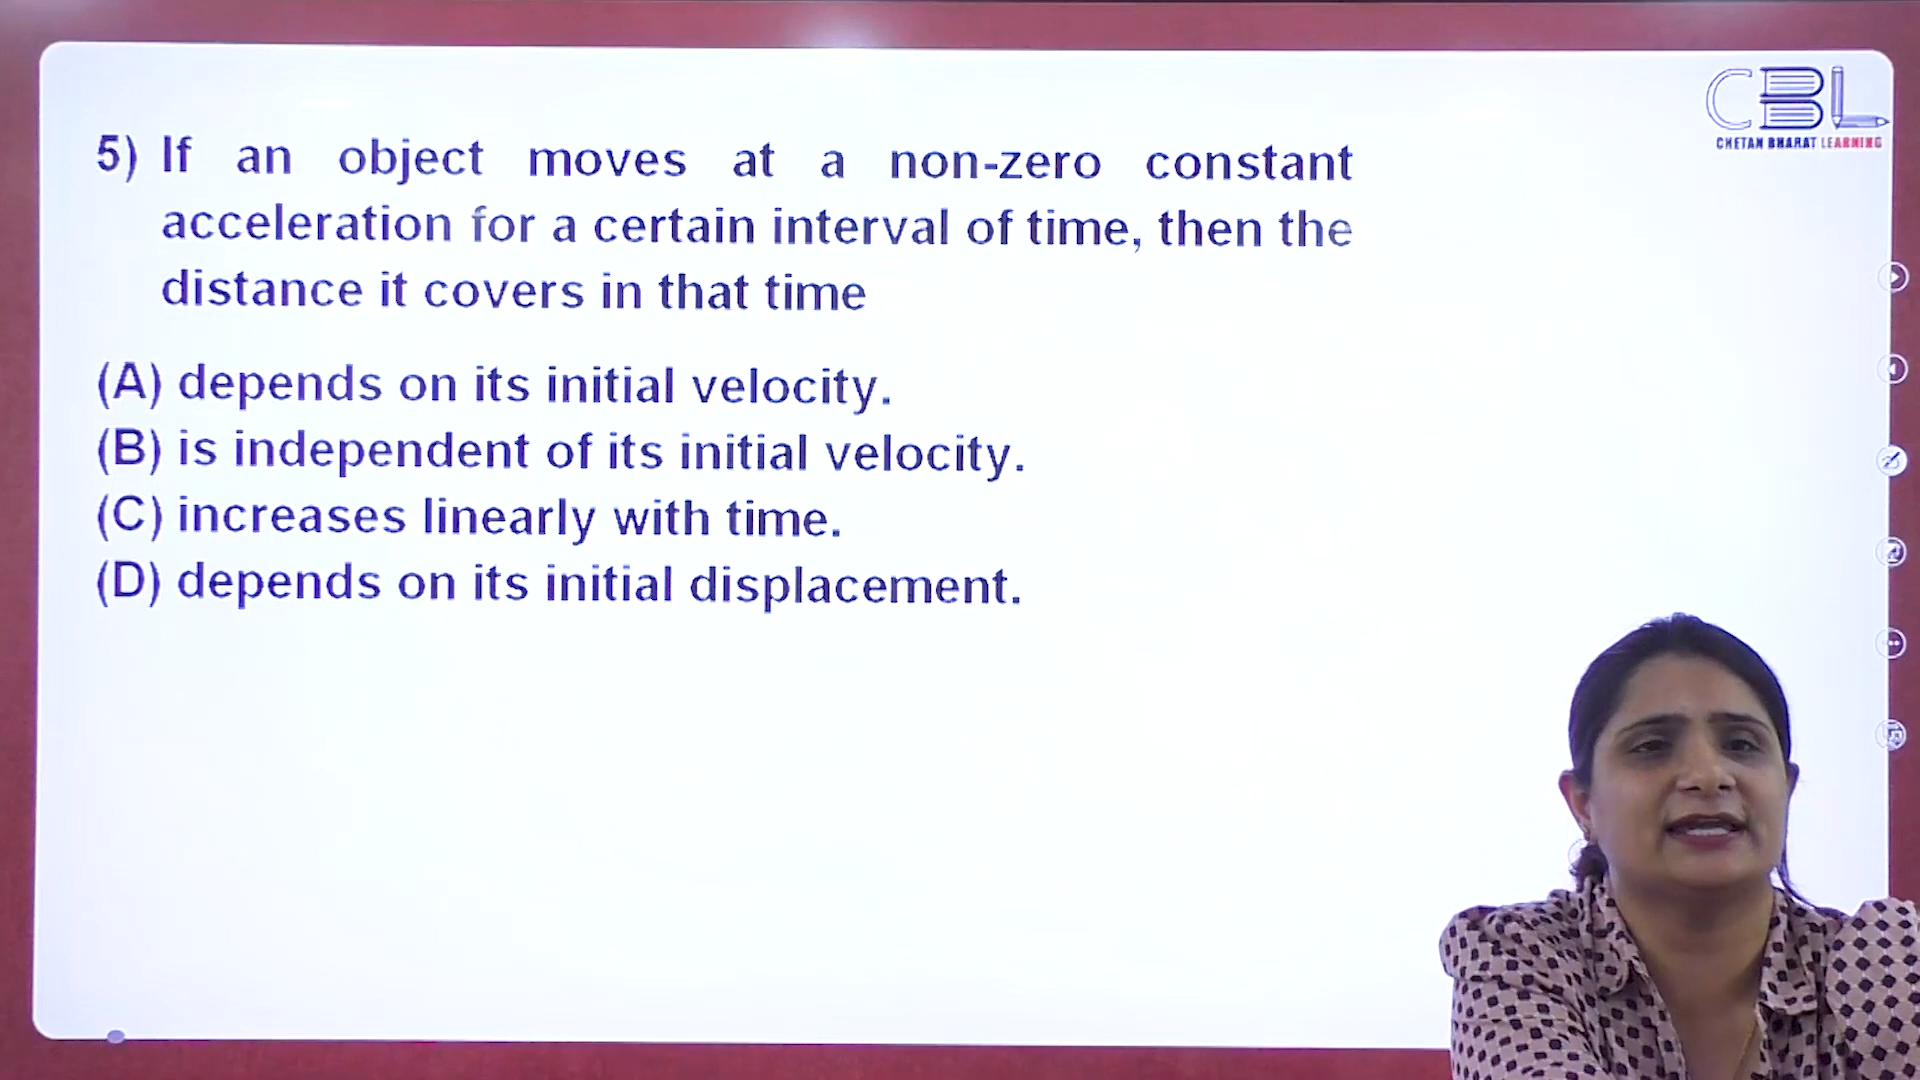 CBL
CHETAN BHARAT LEARNING
5) If an object moves at a non-zero constant
acceleration for a certain interval of time, then the
distance it covers in that time
(A) depends on its initial velocity.
(B) is independent of its initial velocity.
(C) increases linearly with time.
(D) depends on its initial displacement.